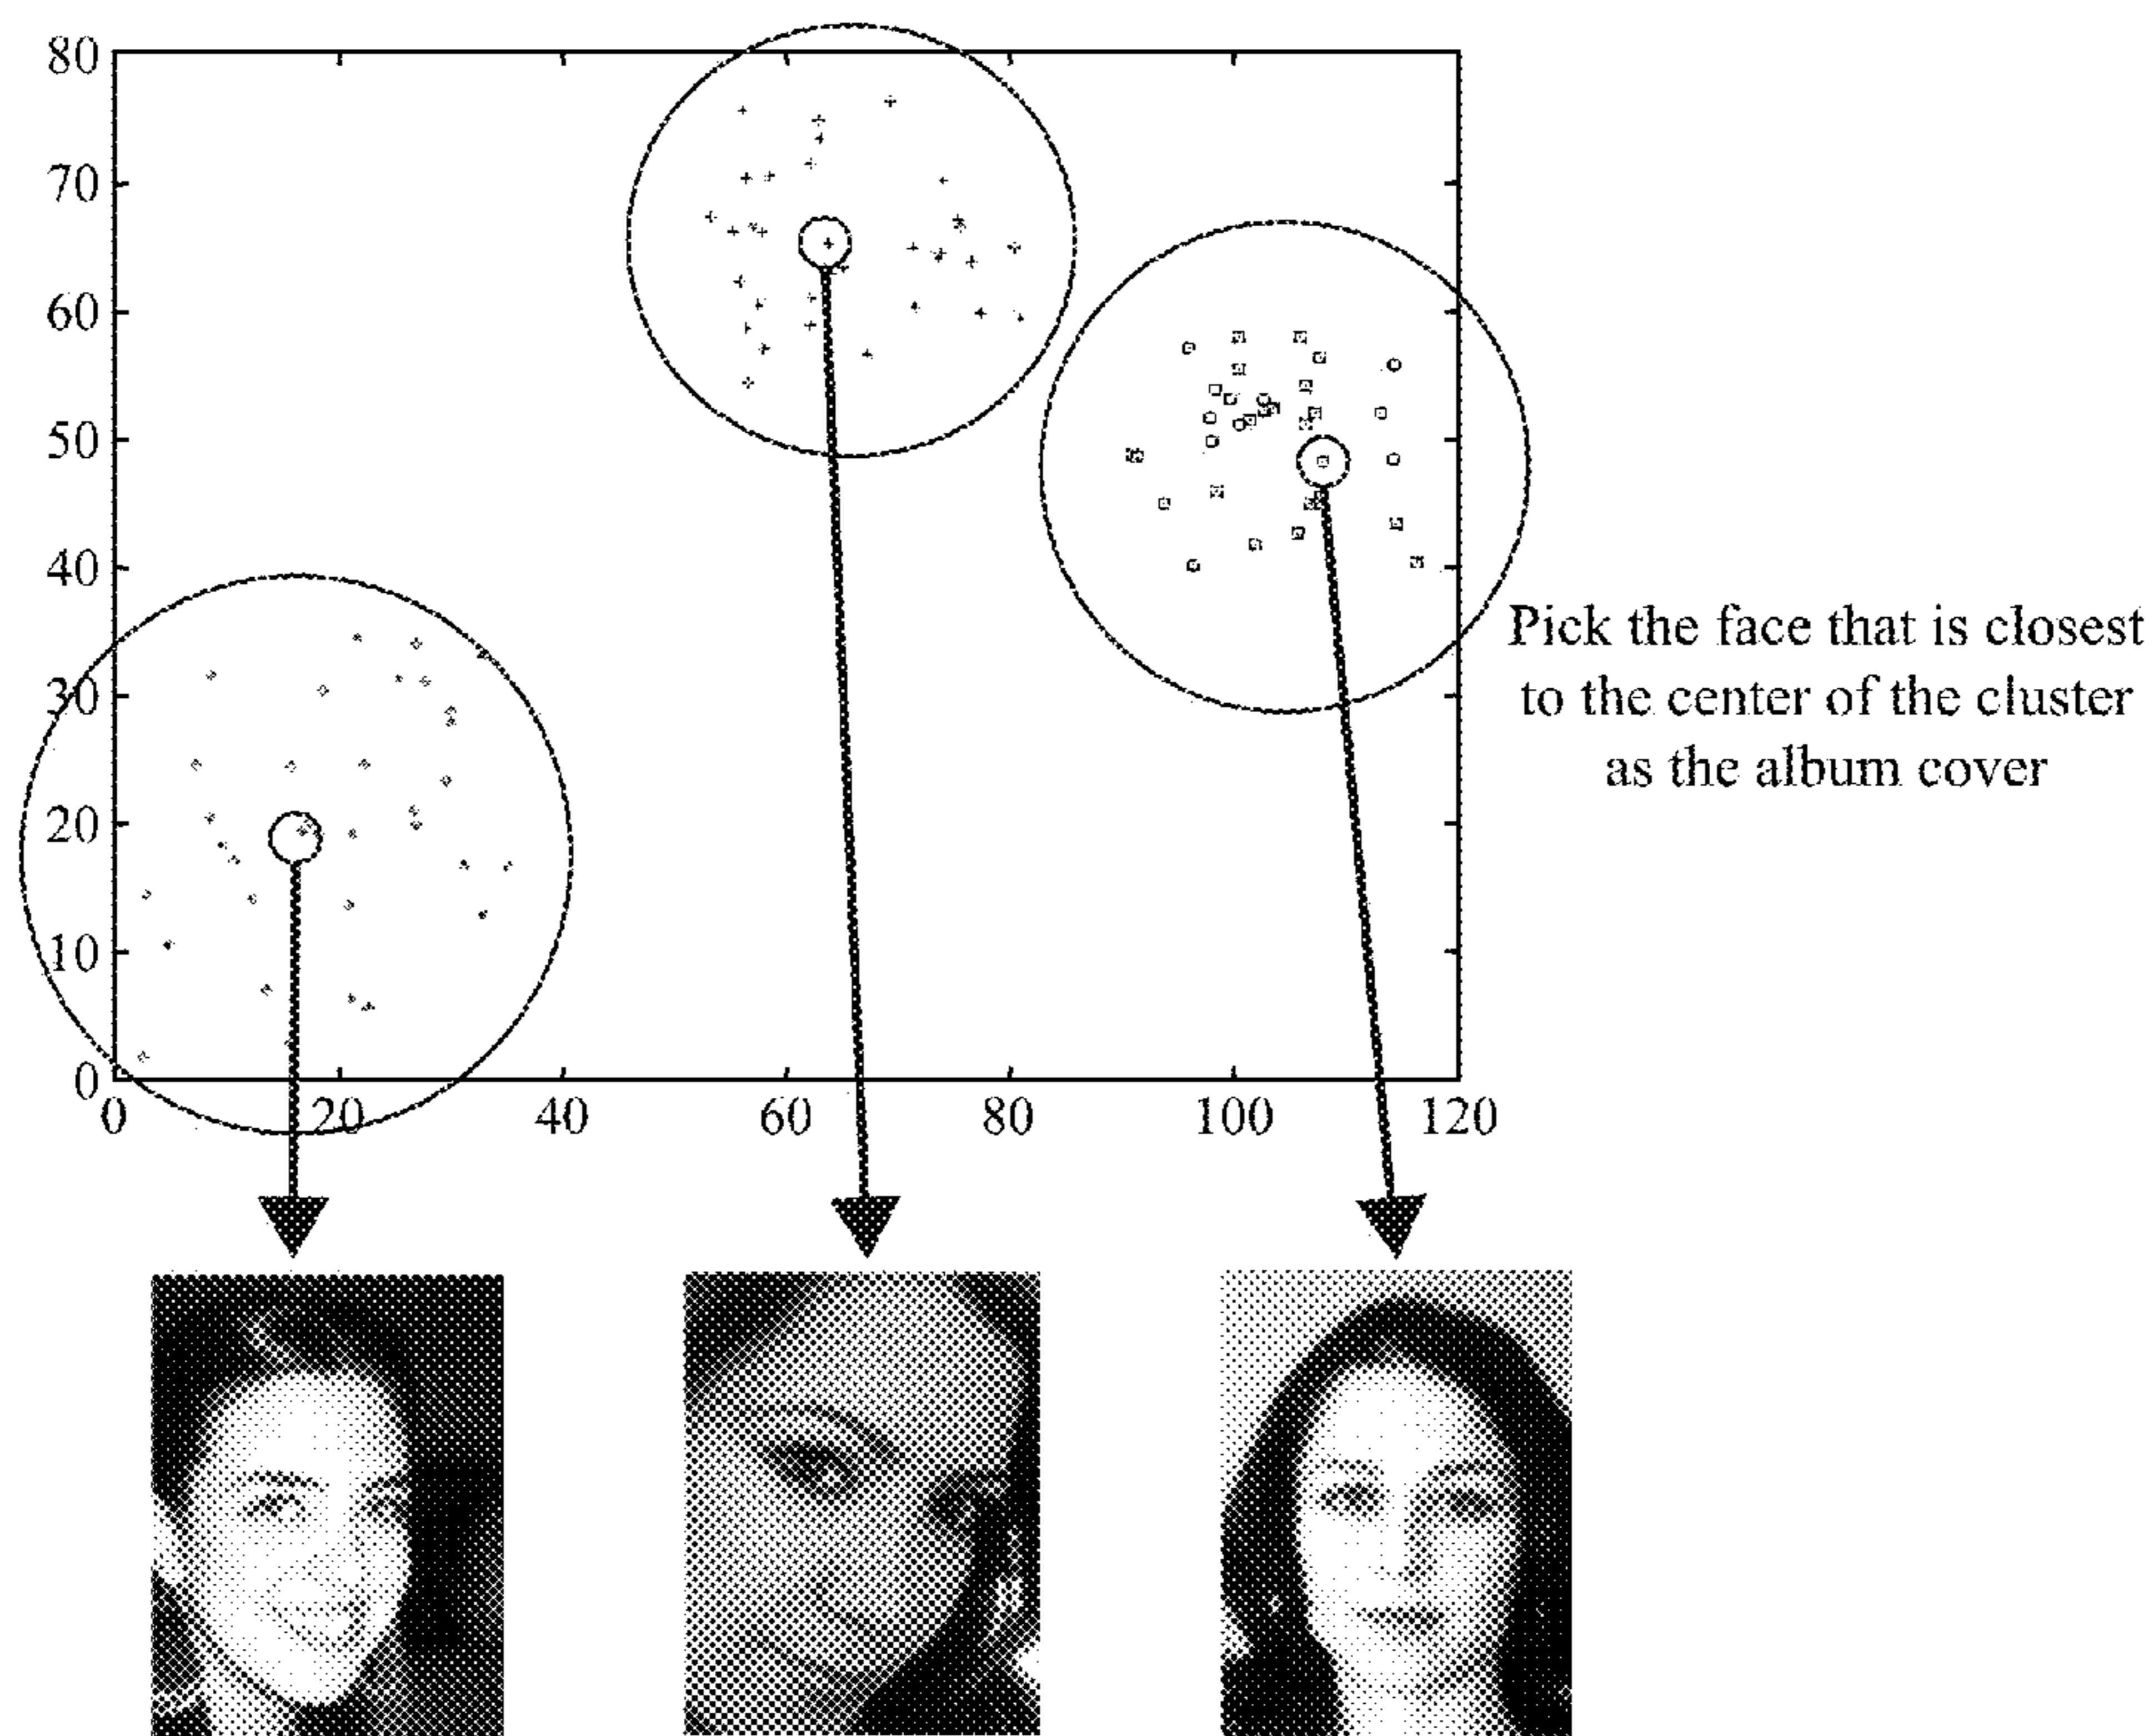 80
70
60
50
40
30
20
10
0
0 20 40 60 80 100 120
Pick the face that is closest
to the center of the cluster
as the album cover